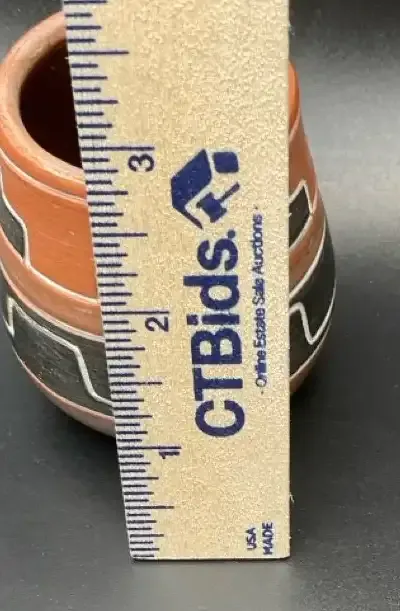 3
2
1
CTBids.
- Online Estate Sale Auctions -
USA
MADE